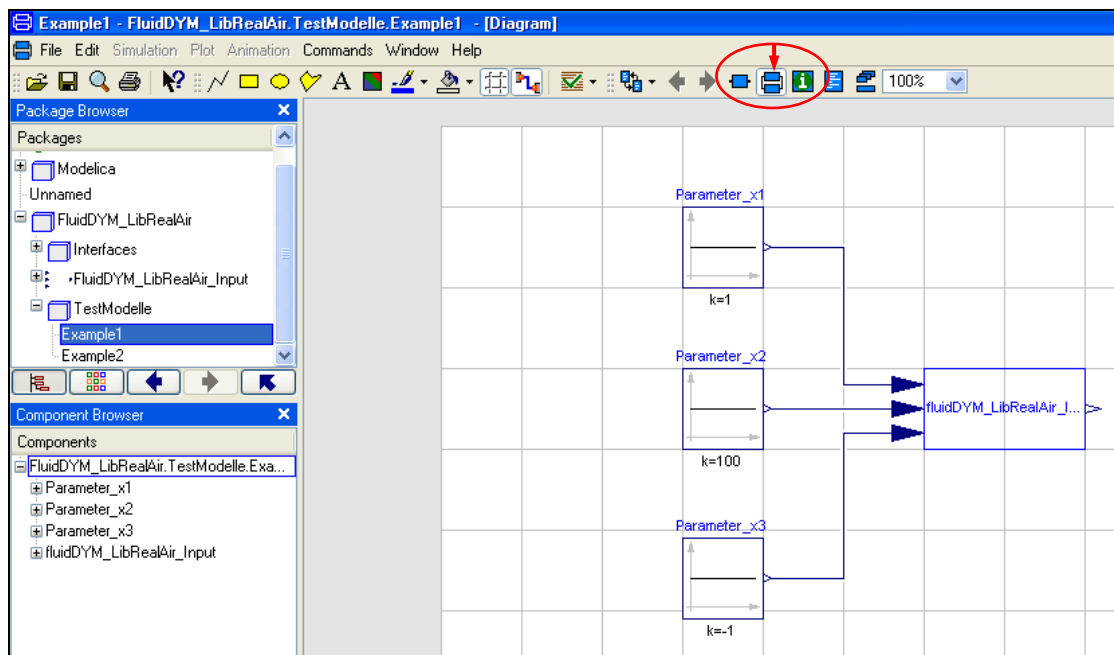 Example1 - FluidDYM_LibRealAir.TestModelle.Example1 - [Diagram]
File Edit Simulation Plot Animation Commands Window Help
A 100%
Package Browser
Packages
Modelica
Unnamed
FluidDYM_LibRealAir
Interfaces
FluidDYM_LibRealAir_Input
TestModelle
Example1
Example2
Component Browser
Components
FluidDYM_LibRealAir.TestModelle.Exa...
Parameter_x1
Parameter_x2
Parameter_x3
fluidDYM_LibRealAir_Input
Parameter_x1
k=1
Parameter_x2
k=100
fluidDYM_LibRealAir_I...
Parameter_x3
k=-1